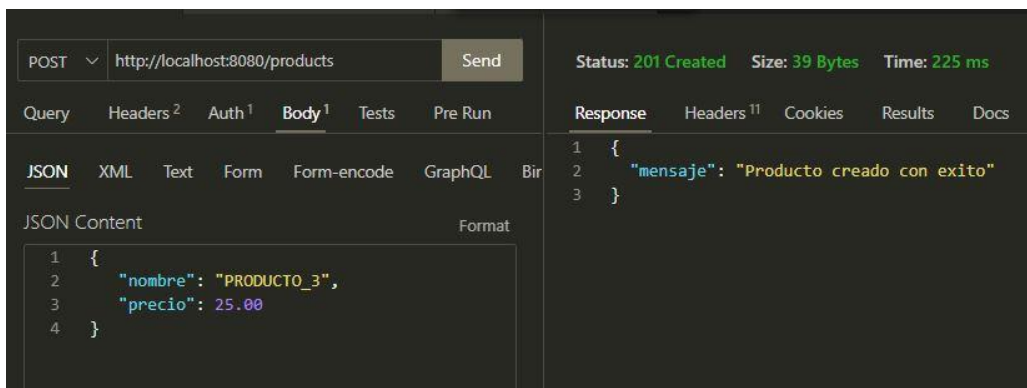 POST http://localhost:8080/products Send
Query Headers 2 Auth 1 Body 1 Tests Pre Run
JSON XML Text Form Form-encode GraphQL Bin
JSON Content Format
1 {
2 "nombre": "PRODUCTO_3",
3 "precio": 25.00
4 }
Status: 201 Created Size: 39 Bytes Time: 225 ms
Response Headers 11 Cookies Results Docs
1 {
2 "mensaje": "Producto creado con exito"
3 }